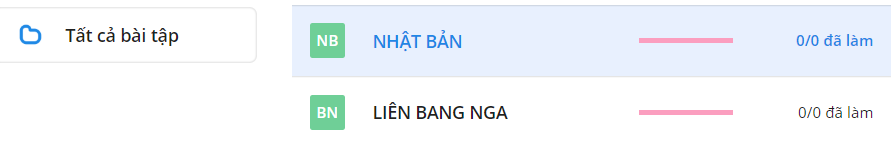 Tất cả bài tập
NB NHẬT BẢN 0/0 đã làm
BN LIÊN BANG NGA 0/0 đã làm